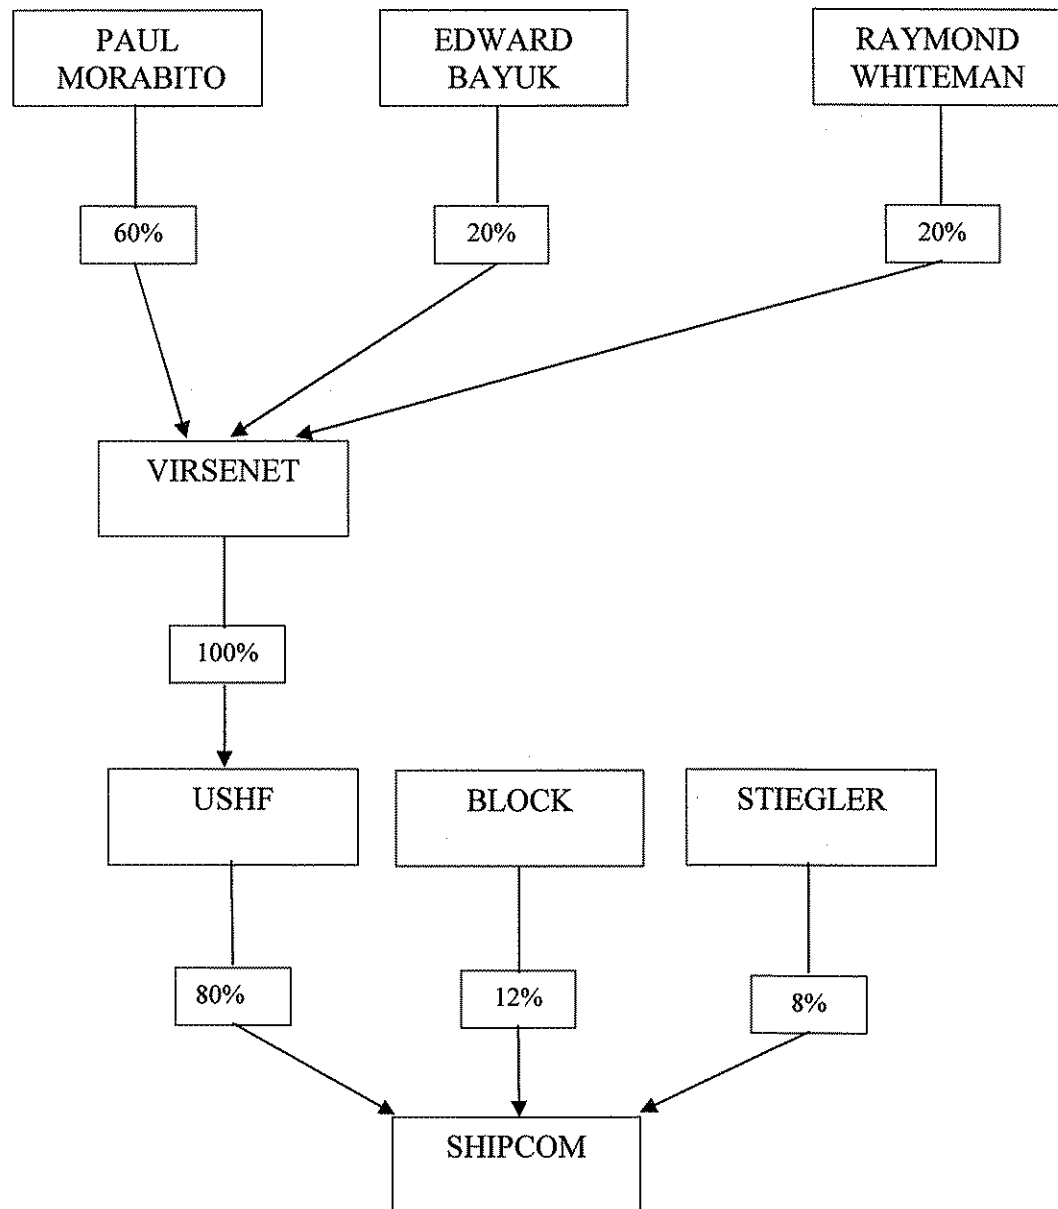 PAUL
MORABITO
EDWARD
BAYUK
RAYMOND
WHITEMAN
60%
20%
20%
VIRSENET
100%
USHF
BLOCK
STIEGLER
80%
12%
8%
SHIPCOM